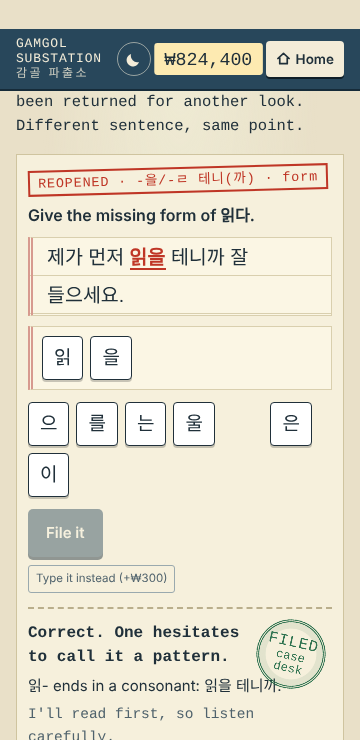 GAMGOL
SUBSTATION
감골 파출소
₩824,400
Home
been returned for another look.
Different sentence, same point.
REOPENED · -을/-ㄹ 테니(까) · form
Give the missing form of 읽다.
제가 먼저 읽을 테니까 잘
들으세요.
읽 을
으 를 는 울 은
이
File it
Type it instead (+₩300)
Correct. One hesitates
to call it a pattern.
FILED
case
desk
읽- ends in a consonant: 읽을 테니까.
I'll read first, so listen
carefully.